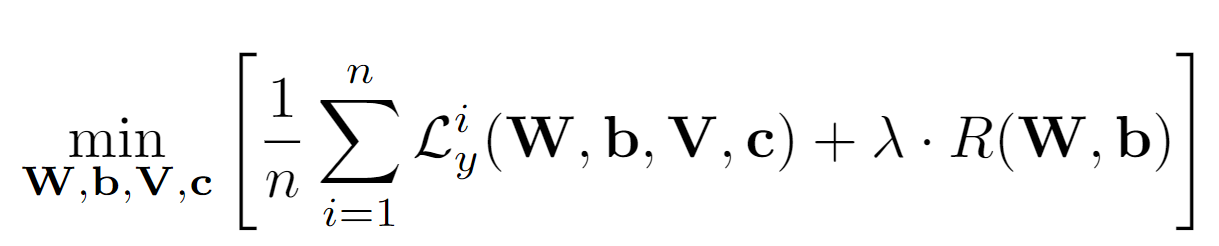 min_{𝐖,𝐛,𝐕,𝐜} [ 1/n ∑_{i=1}^{n} ℒ_y^i(𝐖, 𝐛, 𝐕, 𝐜) + λ · R(𝐖, 𝐛) ]